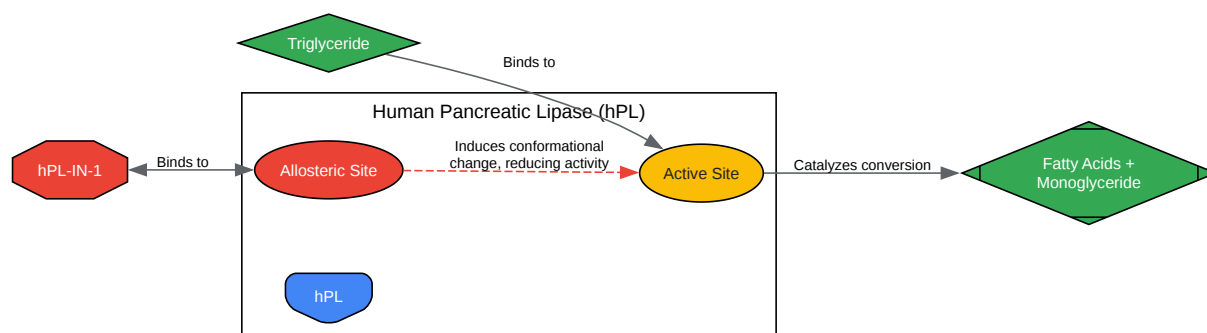 Triglyceride
Binds to
Human Pancreatic Lipase (hPL)
hPL-IN-1
Binds to
Allosteric Site
Induces conformational
change, reducing activity
Active Site
Catalyzes conversion
Fatty Acids +
Monoglyceride
hPL